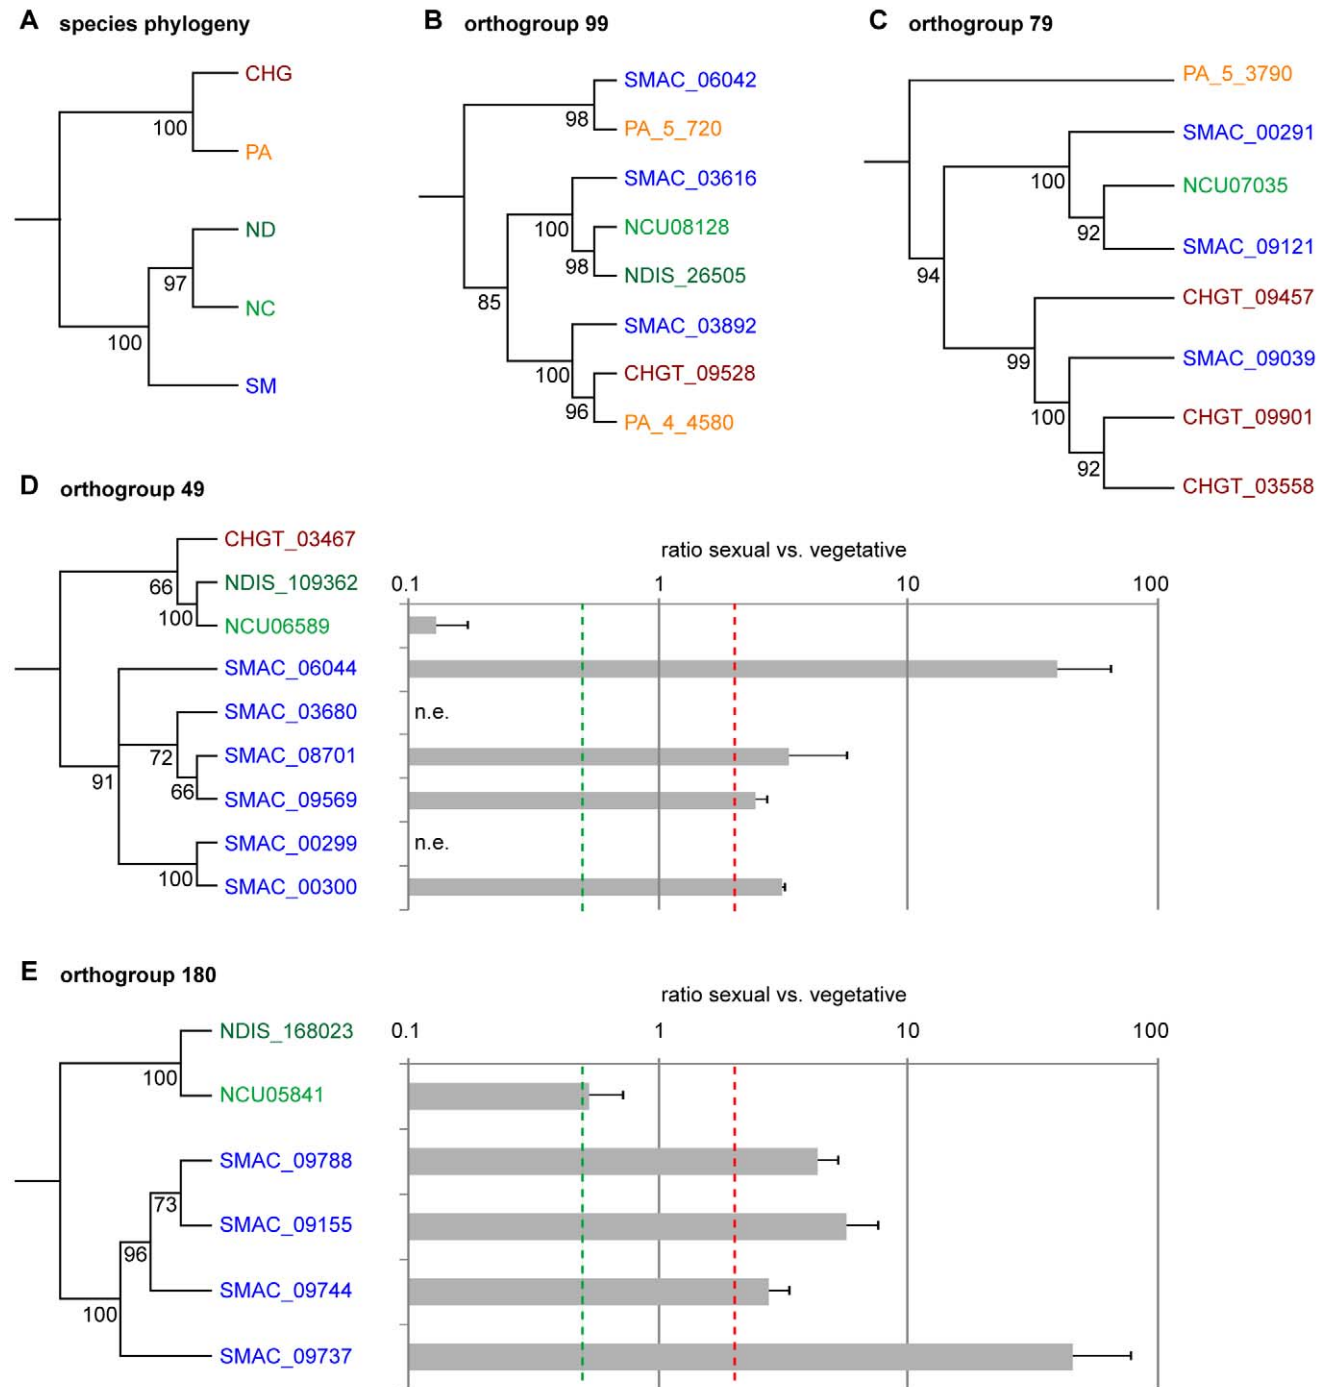 A species phylogeny
CHG
100
PA
ND
97
NC
100
SM
B orthogroup 99
SMAC_06042
98
PA_5_720
SMAC_03616
100
NCU08128
98
NDIS_26505
85
SMAC_03892
100
CHGT_09528
96
PA_4_4580
C orthogroup 79
PA_5_3790
SMAC_00291
100
NCU07035
92
SMAC_09121
94
CHGT_09457
99
SMAC_09039
100
CHGT_09901
92
CHGT_03558
D orthogroup 49
ratio sexual vs. vegetative
0.1 1 10 100
CHGT_03467
66
NDIS_109362
100
NCU06589
SMAC_06044
SMAC_03680 n.e.
72
SMAC_08701
91
66
SMAC_09569
SMAC_00299 n.e.
100
SMAC_00300
E orthogroup 180
ratio sexual vs. vegetative
0.1 1 10 100
NDIS_168023
100
NCU05841
SMAC_09788
73
SMAC_09155
96
SMAC_09744
100
SMAC_09737